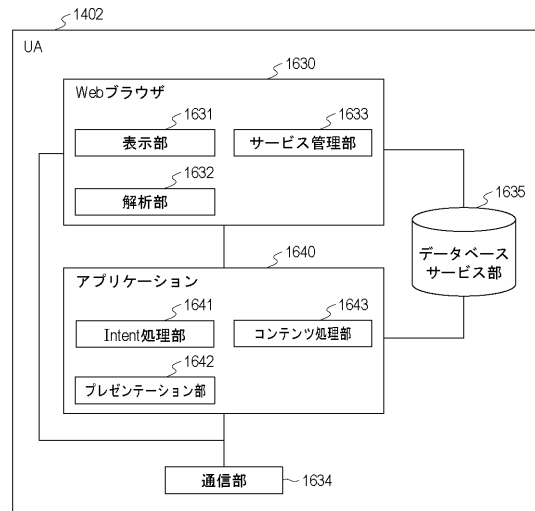 1402
UA
1630
Webブラウザ
1631
表示部
1633
サービス管理部
1632
解析部
1635
データベース
サービス部
1640
アプリケーション
1641
Intent処理部
1643
コンテンツ処理部
1642
プレゼンテーション部
通信部
1634